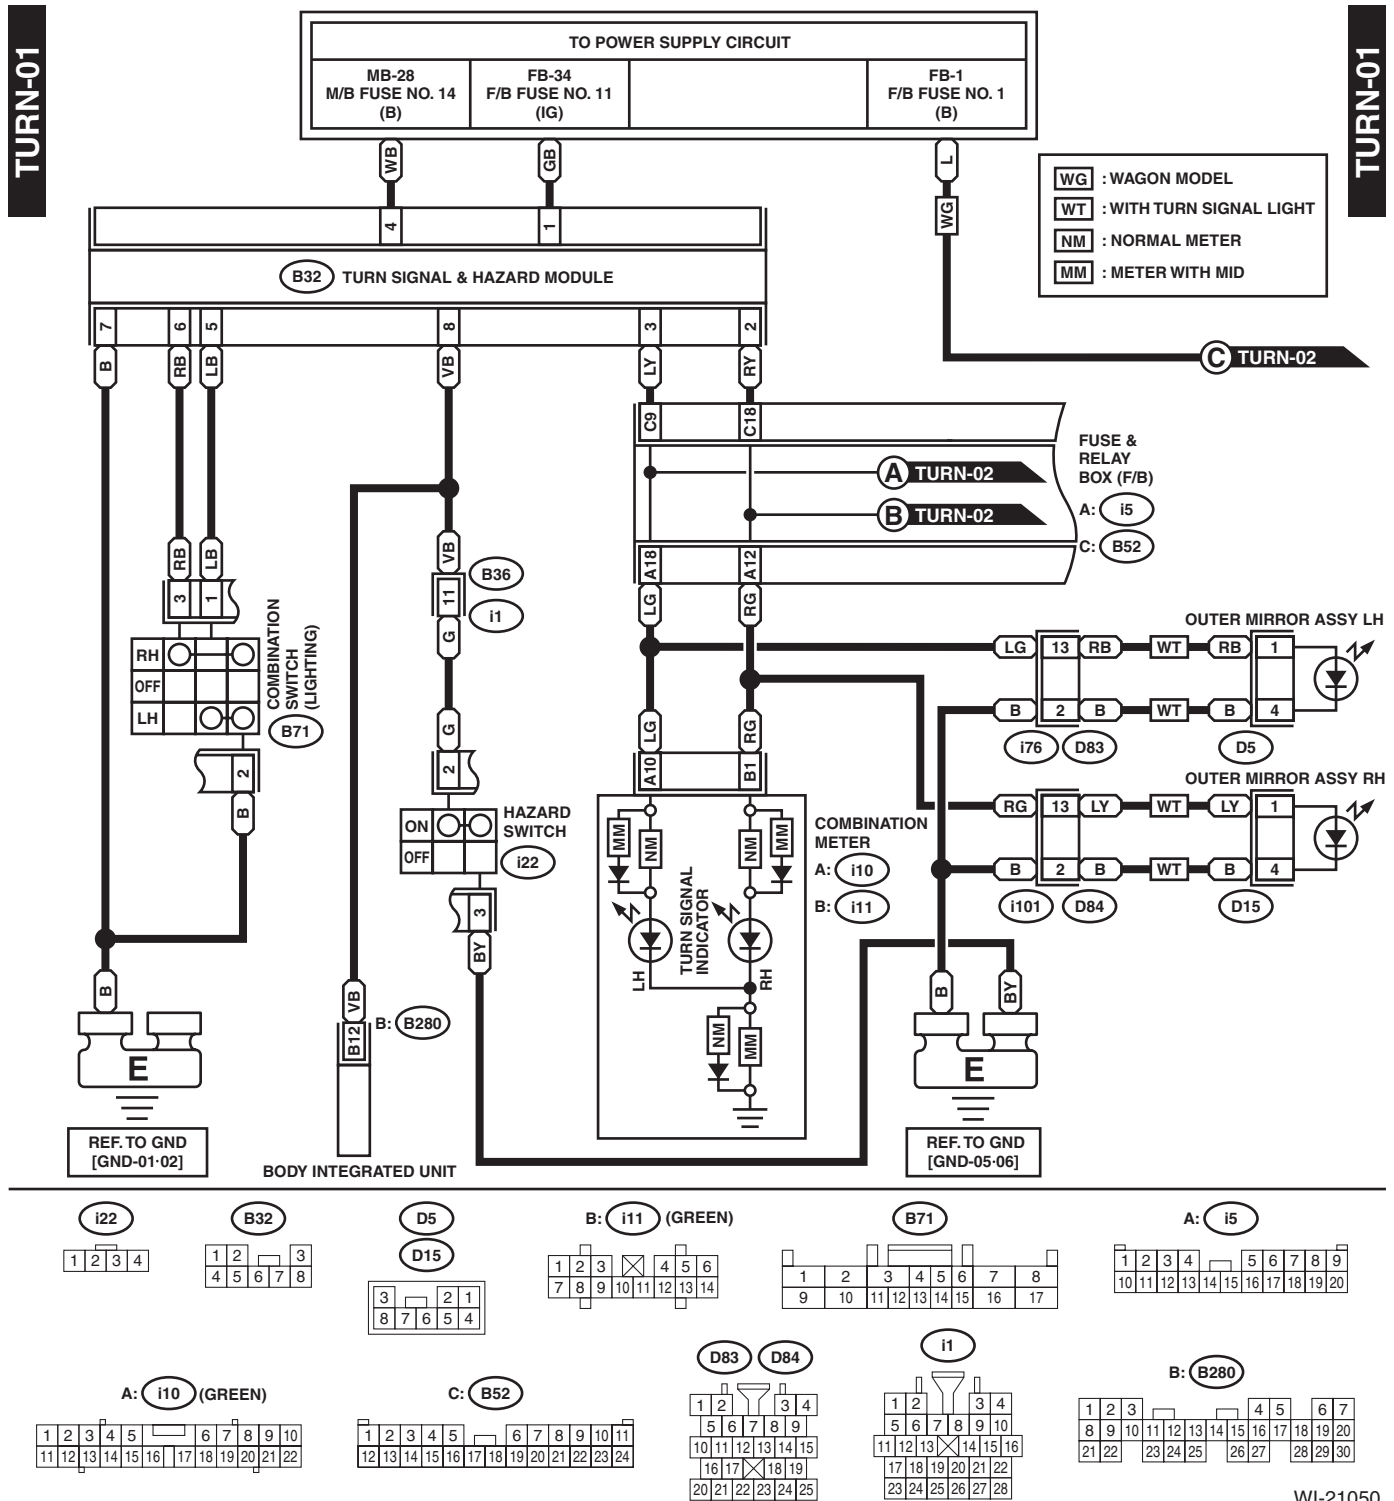 TURN-01
TURN-01
TO POWER SUPPLY CIRCUIT
MB-28
M/B FUSE NO. 14
(B)
FB-34
F/B FUSE NO. 11
(IG)
FB-1
F/B FUSE NO. 1
(B)
WB
GB
L
WG
WG : WAGON MODEL
WT : WITH TURN SIGNAL LIGHT
NM : NORMAL METER
MM : METER WITH MID
4
1
B32 TURN SIGNAL & HAZARD MODULE
7
6
5
8
3
2
B
RB
LB
VB
LY
RY
C TURN-02
C9
C18
A TURN-02
B TURN-02
FUSE &
RELAY
BOX (F/B)
A: i5
C: B52
A18
A12
LG
RG
RB
LB
3
1
VB
11
B36
i1
G
RH
OFF
LH
COMBINATION
SWITCH
(LIGHTING)
B71
2
B
G
2
ON
OFF
HAZARD
SWITCH
i22
3
BY
LG
RG
A10
B1
MM
NM
NM
MM
TURN SIGNAL
INDICATOR
LH
RH
NM
MM
COMBINATION
METER
A: i10
B: i11
OUTER MIRROR ASSY LH
LG 13 RB WT RB 1
B 2 B WT B 4
i76 D83 D5
OUTER MIRROR ASSY RH
RG 13 LY WT LY 1
B 2 B WT B 4
i101 D84 D15
B
VB
B12
B: B280
B
BY
E
E
REF. TO GND
[GND-01·02]
BODY INTEGRATED UNIT
REF. TO GND
[GND-05·06]
i22
1 2 3 4
B32
1 2 3
4 5 6 7 8
D5
D15
3 2 1
8 7 6 5 4
B: i11 (GREEN)
1 2 3 4 5 6
7 8 9 10 11 12 13 14
B71
1 2 3 4 5 6 7 8
9 10 11 12 13 14 15 16 17
A: i5
1 2 3 4 5 6 7 8 9
10 11 12 13 14 15 16 17 18 19 20
A: i10 (GREEN)
1 2 3 4 5 6 7 8 9 10
11 12 13 14 15 16 17 18 19 20 21 22
C: B52
1 2 3 4 5 6 7 8 9 10 11
12 13 14 15 16 17 18 19 20 21 22 23 24
D83 D84
1 2 3 4
5 6 7 8 9
10 11 12 13 14 15
16 17 18 19
20 21 22 23 24 25
i1
1 2 3 4
5 6 7 8 9 10
11 12 13 14 15 16
17 18 19 20 21 22
23 24 25 26 27 28
B: B280
1 2 3 4 5 6 7
8 9 10 11 12 13 14 15 16 17 18 19 20
21 22 23 24 25 26 27 28 29 30
WI-21050